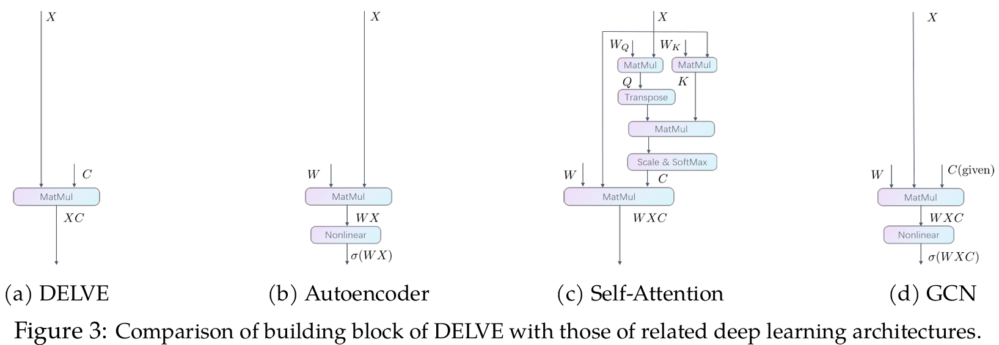 X
C
MatMul
XC
(a) DELVE
X
W
MatMul
WX
Nonlinear
σ(WX)
(b) Autoencoder
X
W_Q
W_K
MatMul
MatMul
Q
K
Transpose
MatMul
Scale & SoftMax
W
C
MatMul
WXC
(c) Self-Attention
X
W
C(given)
MatMul
WXC
Nonlinear
σ(WXC)
(d) GCN
Figure 3: Comparison of building block of DELVE with those of related deep learning architectures.